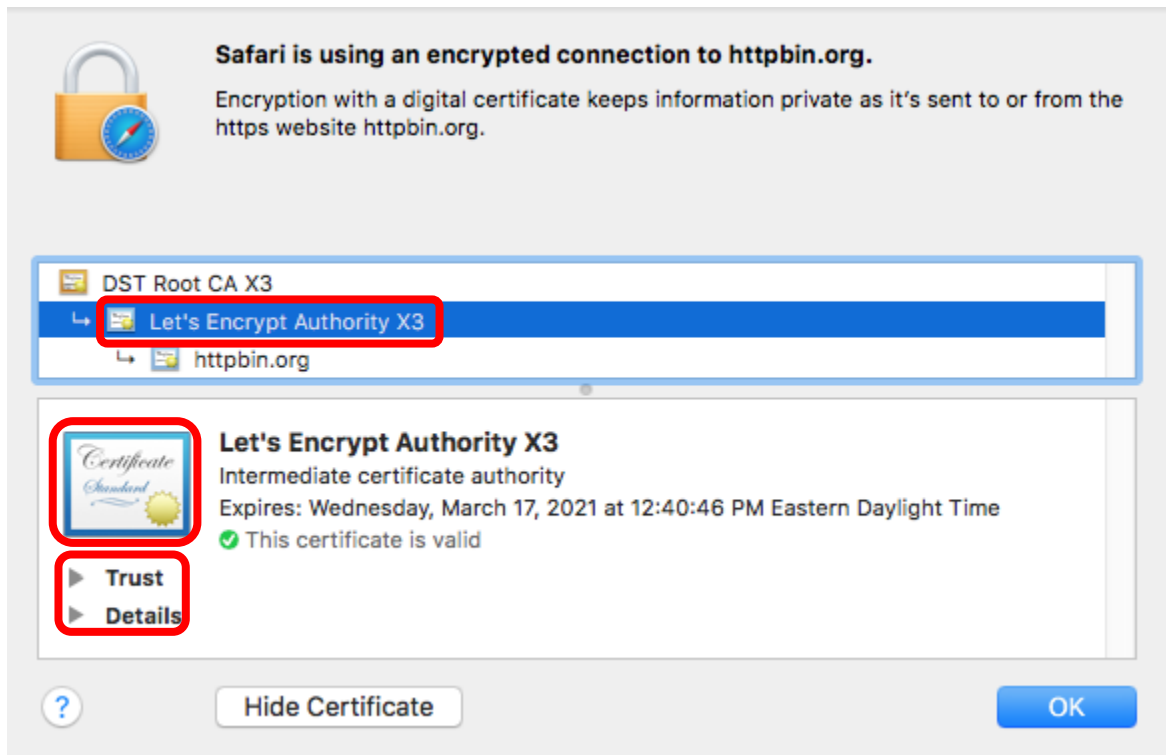 Safari is using an encrypted connection to httpbin.org.
Encryption with a digital certificate keeps information private as it's sent to or from the
https website httpbin.org.
DST Root CA X3
Let's Encrypt Authority X3
httpbin.org
Certificate
Standard
Let's Encrypt Authority X3
Intermediate certificate authority
Expires: Wednesday, March 17, 2021 at 12:40:46 PM Eastern Daylight Time
This certificate is valid
Trust
Details
?
Hide Certificate
OK